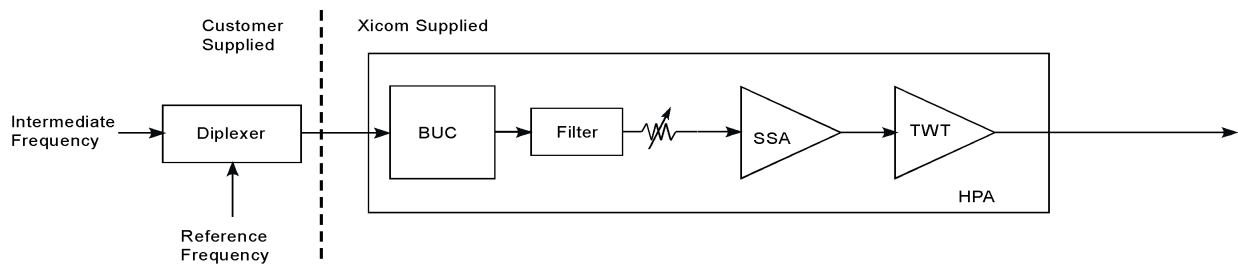 Customer
Supplied
Xicom Supplied
Intermediate
Frequency
Diplexer
BUC
Filter
SSA
TWT
HPA
Reference
Frequency